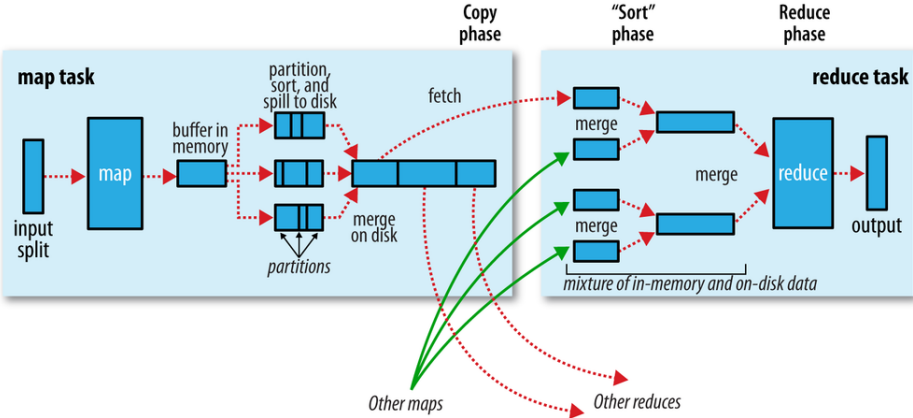 Copy
phase
“Sort”
phase
Reduce
phase
map task
partition,
sort, and
spill to disk
fetch
reduce task
buffer in
memory
merge
map
merge
reduce
input
split
merge
on disk
merge
output
partitions
mixture of in-memory and on-disk data
Other maps
Other reduces